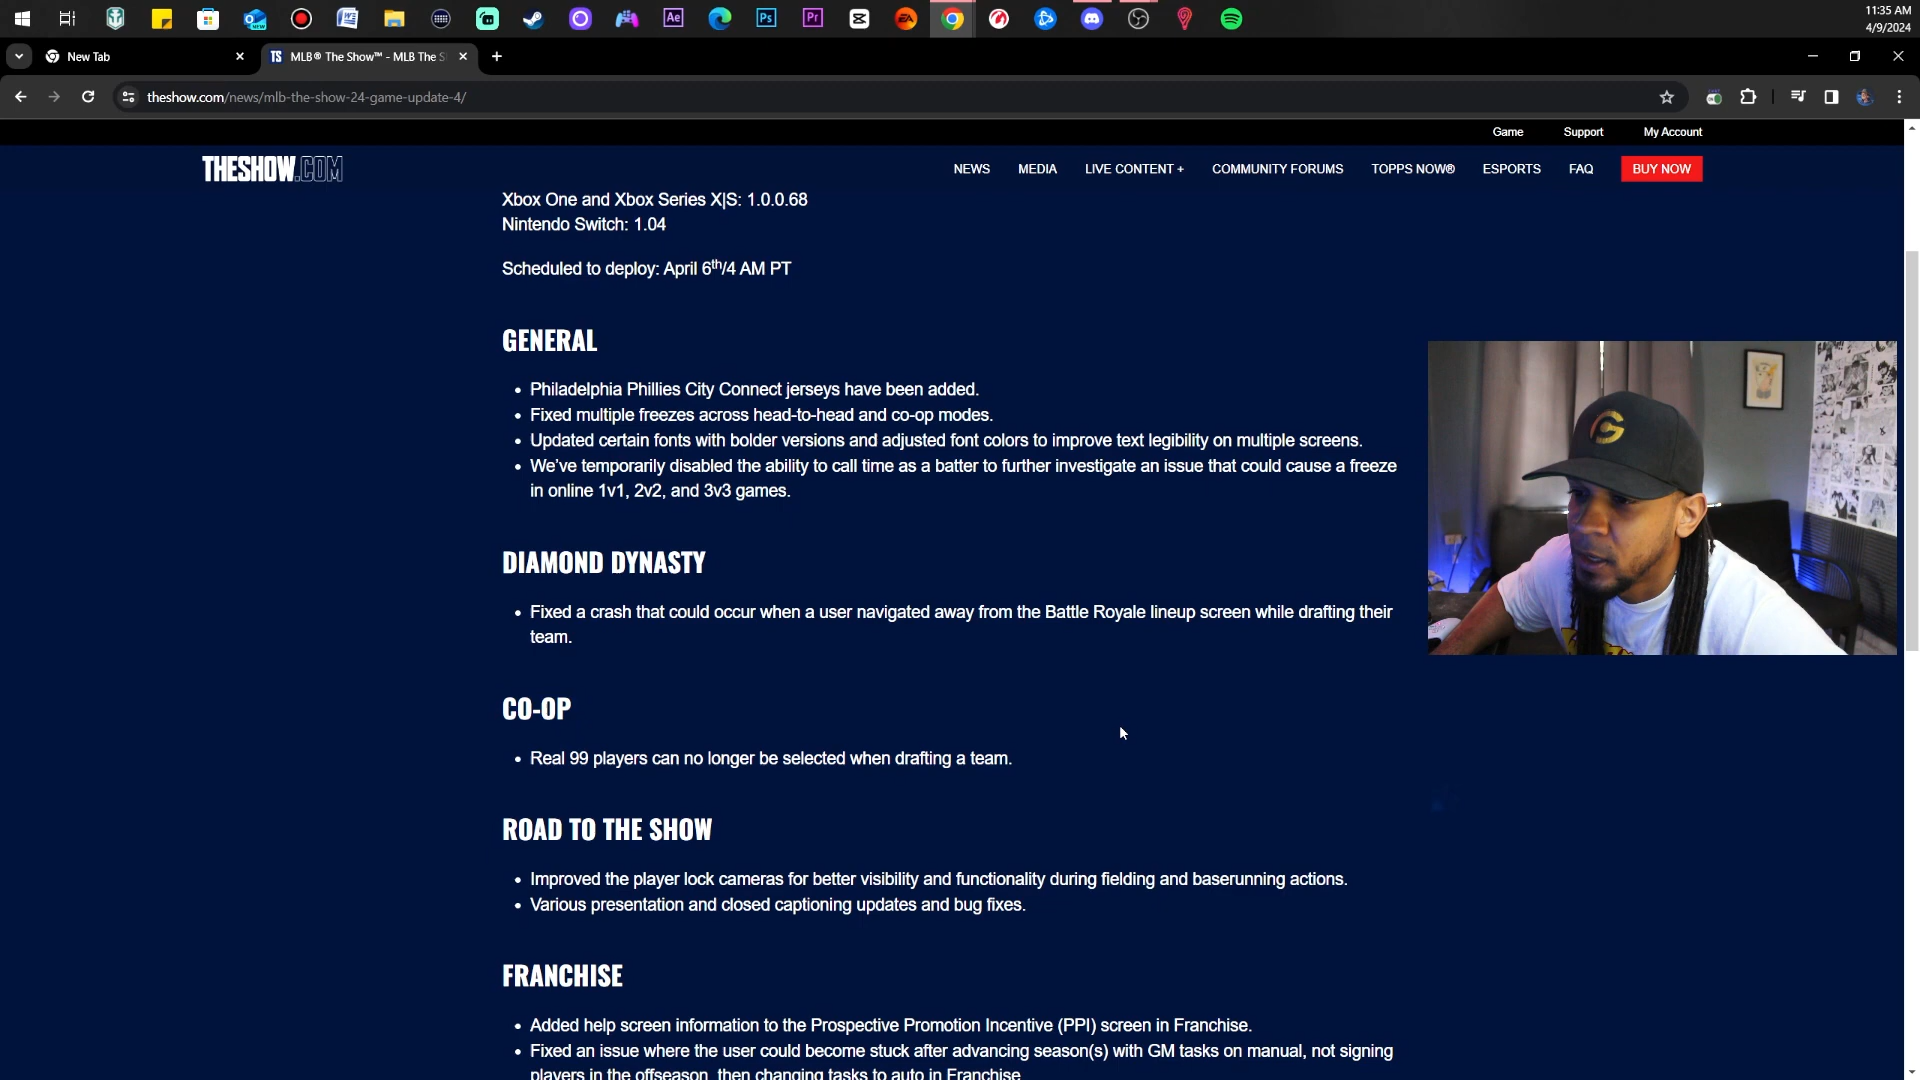 11:35 AM
4/9/2024
New Tab
MLB® The Show™ - MLB The S
theshow.com/news/mlb-the-show-24-game-update-4/
Game Support My Account
THESHOW.COM
NEWS MEDIA LIVE CONTENT + COMMUNITY FORUMS TOPPS NOW® ESPORTS FAQ BUY NOW
Xbox One and Xbox Series X|S: 1.0.0.68
Nintendo Switch: 1.04
Scheduled to deploy: April 6th/4 AM PT
GENERAL
• Philadelphia Phillies City Connect jerseys have been added.
• Fixed multiple freezes across head-to-head and co-op modes.
• Updated certain fonts with bolder versions and adjusted font colors to improve text legibility on multiple screens.
• We've temporarily disabled the ability to call time as a batter to further investigate an issue that could cause a freeze
in online 1v1, 2v2, and 3v3 games.
DIAMOND DYNASTY
• Fixed a crash that could occur when a user navigated away from the Battle Royale lineup screen while drafting their
team.
CO-OP
• Real 99 players can no longer be selected when drafting a team.
ROAD TO THE SHOW
• Improved the player lock cameras for better visibility and functionality during fielding and baserunning actions.
• Various presentation and closed captioning updates and bug fixes.
FRANCHISE
• Added help screen information to the Prospective Promotion Incentive (PPI) screen in Franchise.
• Fixed an issue where the user could become stuck after advancing season(s) with GM tasks on manual, not signing
players in the offseason, then changing tasks to auto in Franchise